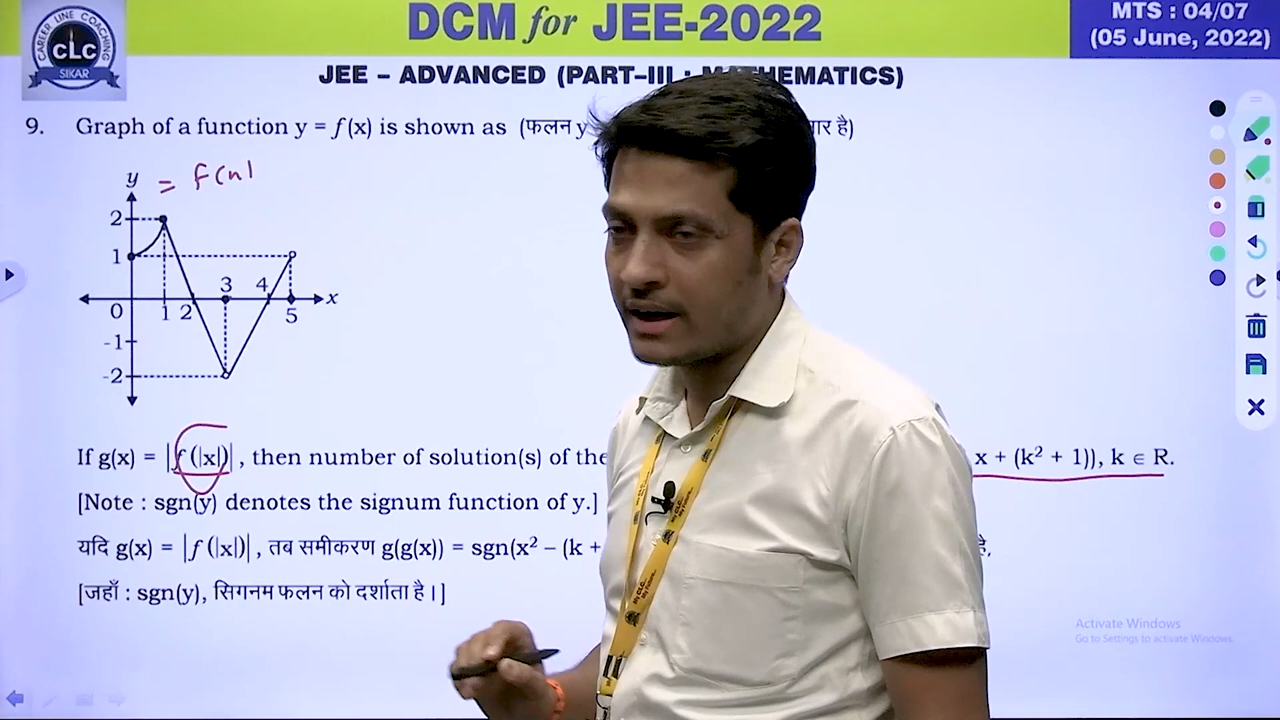 DCM for JEE-2022
MTS : 04/07
(05 June, 2022)
CAREER LINE COACHING
CLC
SIKAR
JEE – ADVANCED (PART–III : MATHEMATICS)
9. Graph of a function y = f(x) is shown as (फलन y है)
y = f(x)
2
1
0 1 2 3 4 5 x
-1
-2
If g(x) = |f(|x|)|, then number of solution(s) of the x + (k² + 1)), k ∈ R.
[Note : sgn(y) denotes the signum function of y.]
यदि g(x) = |f(|x|)|, तब समीकरण g(g(x)) = sgn(x² – (k +
[जहाँ : sgn(y), सिगनम फलन को दर्शाता है।]
Activate Windows
Go to Settings to activate Windows.